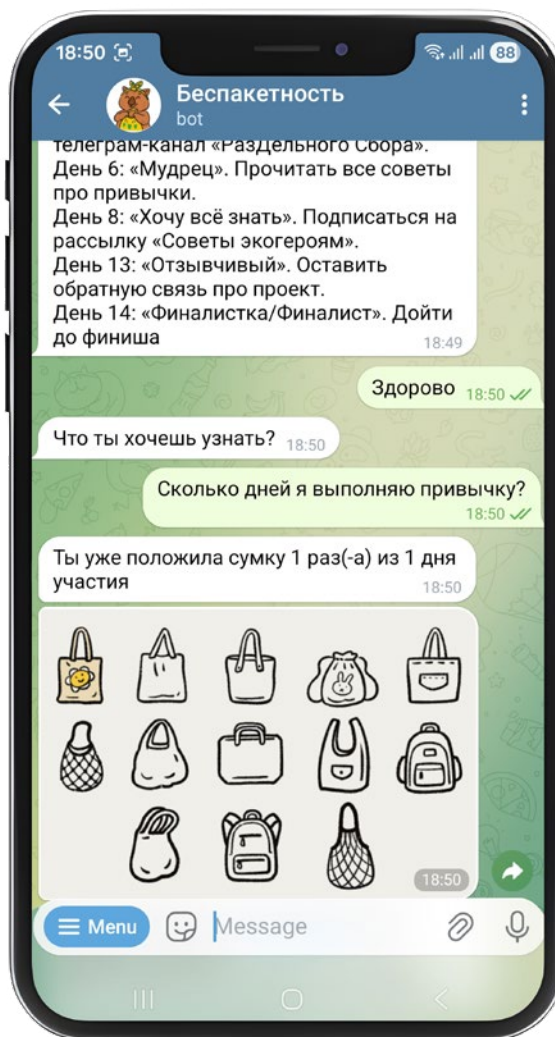 18:50
88
Беспакетность
bot
телеграм-канал «РазДельного Сбора».
День 6: «Мудрец». Прочитать все советы
про привычки.
День 8: «Хочу всё знать». Подписаться на
рассылку «Советы экогероям».
День 13: «Отзывчивый». Оставить
обратную связь про проект.
День 14: «Финалистка/Финалист». Дойти
до финиша
18:49
Здорово
18:50
Что ты хочешь узнать?
18:50
Сколько дней я выполняю привычку?
18:50
Ты уже положила сумку 1 раз(-а) из 1 дня
участия
18:50
18:50
Menu
Message